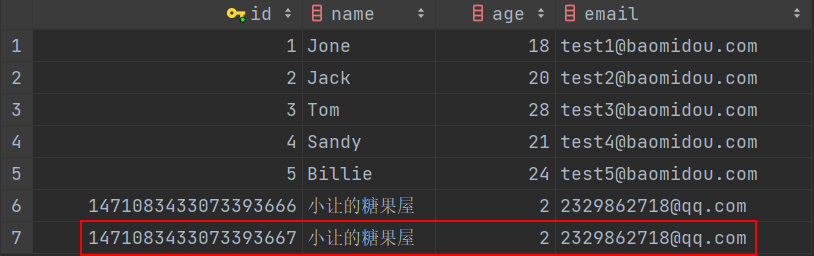 id name age email
1 1 Jone 18 test1@baomidou.com
2 2 Jack 20 test2@baomidou.com
3 3 Tom 28 test3@baomidou.com
4 4 Sandy 21 test4@baomidou.com
5 5 Billie 24 test5@baomidou.com
6 1471083433073393666 小让的糖果屋 2 2329862718@qq.com
7 1471083433073393667 小让的糖果屋 2 2329862718@qq.com